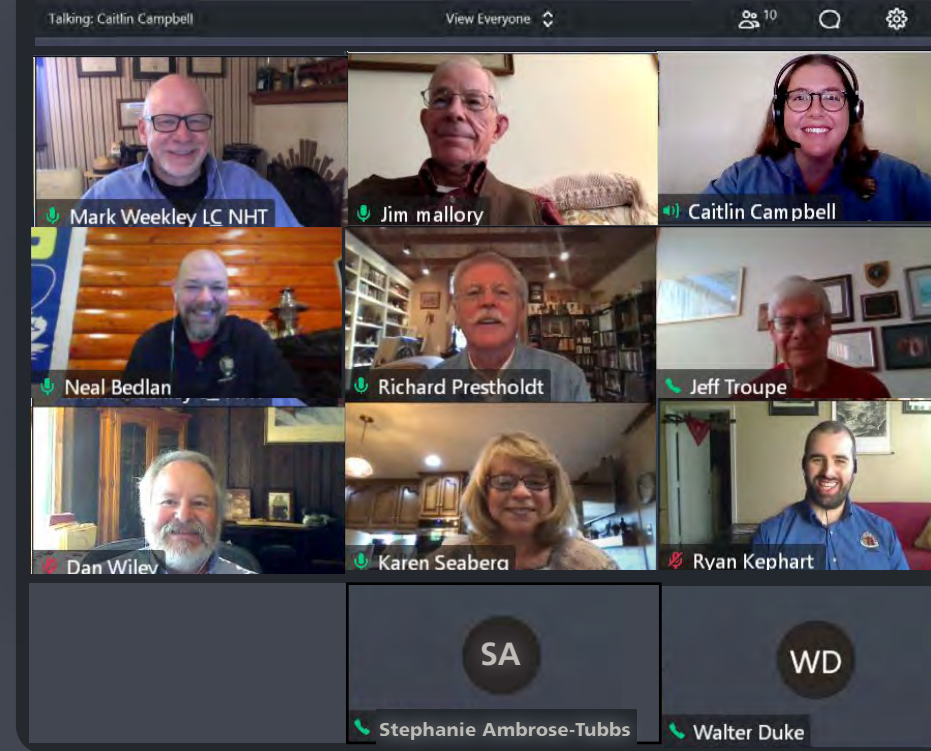 Talking: Caitlin Campbell
View Everyone
10
Mark Weekley LC NHT
Jim mallory
Caitlin Campbell
Neal Bedlan
Richard Prestholdt
Jeff Troupe
Dan Wiley
Karen Seaberg
Ryan Kephart
SA
WD
Stephanie Ambrose-Tubbs
Walter Duke